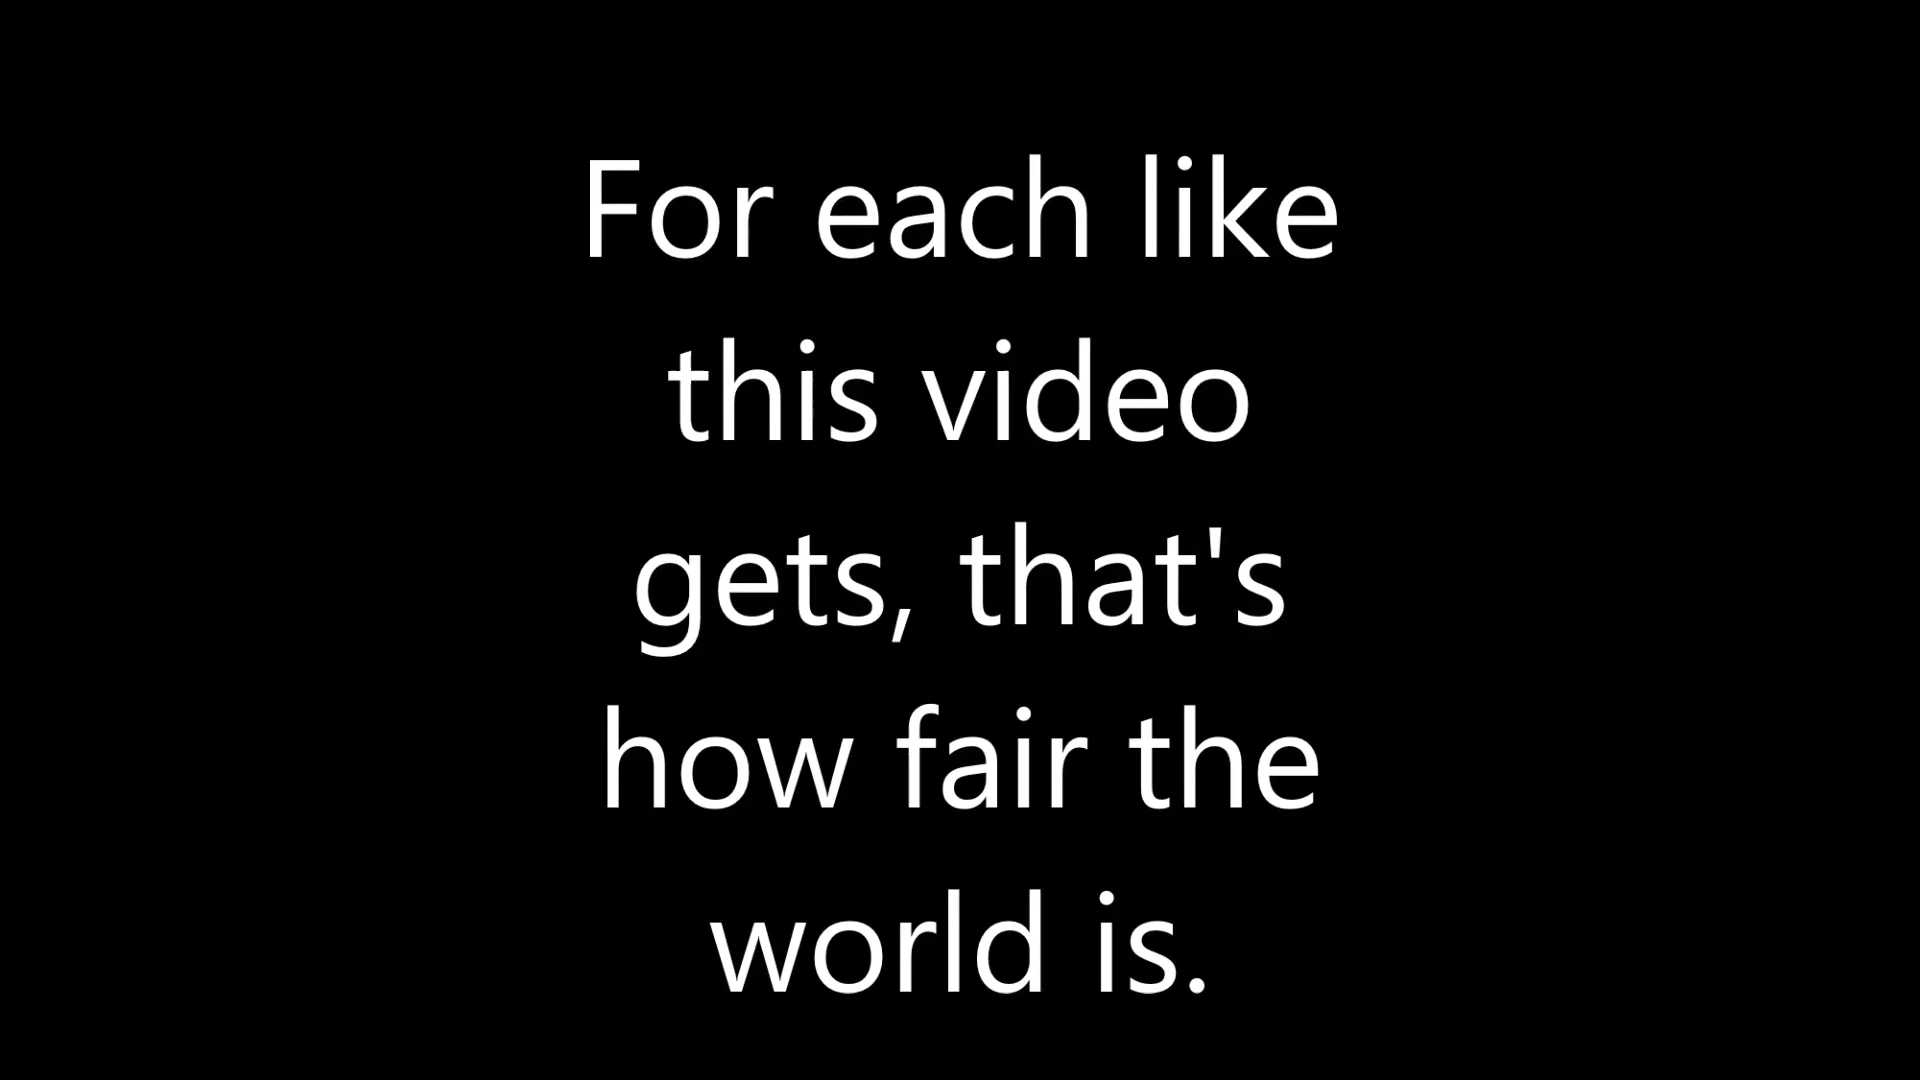 For each like
this video
gets, that's
how fair the
world is.